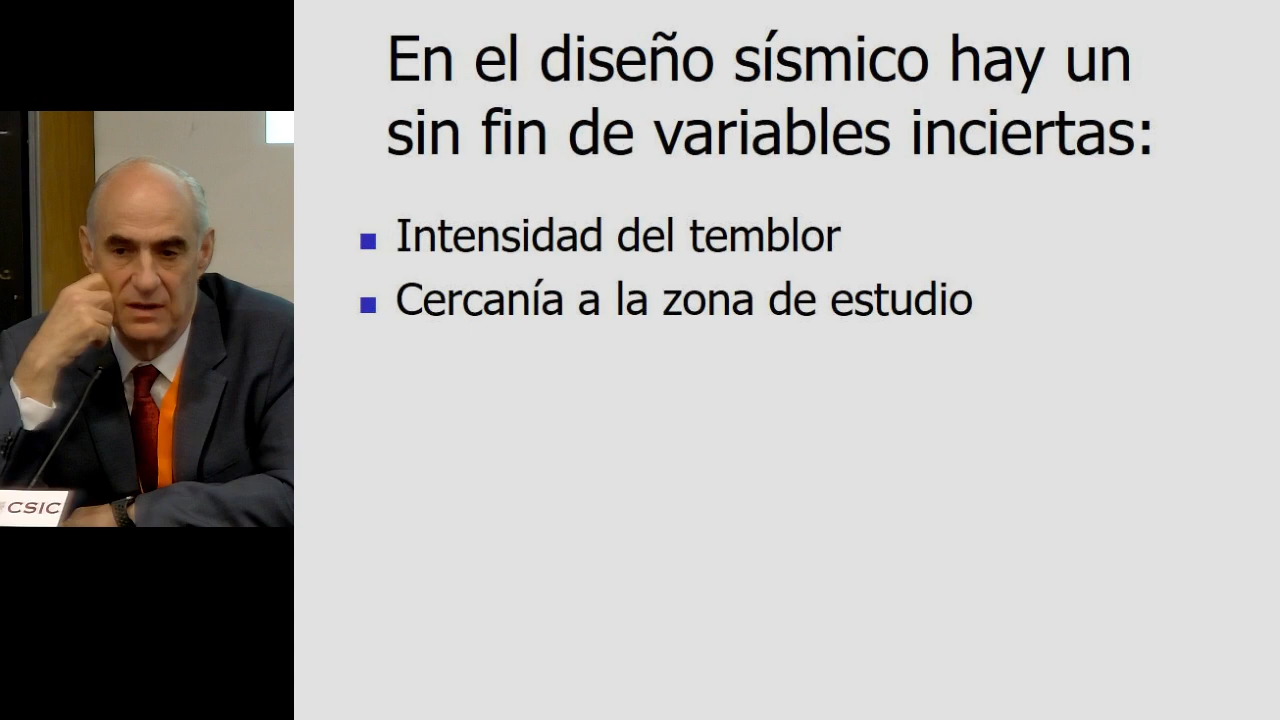 En el diseño sísmico hay un
sin fin de variables inciertas:
Intensidad del temblor
Cercanía a la zona de estudio
CSIC